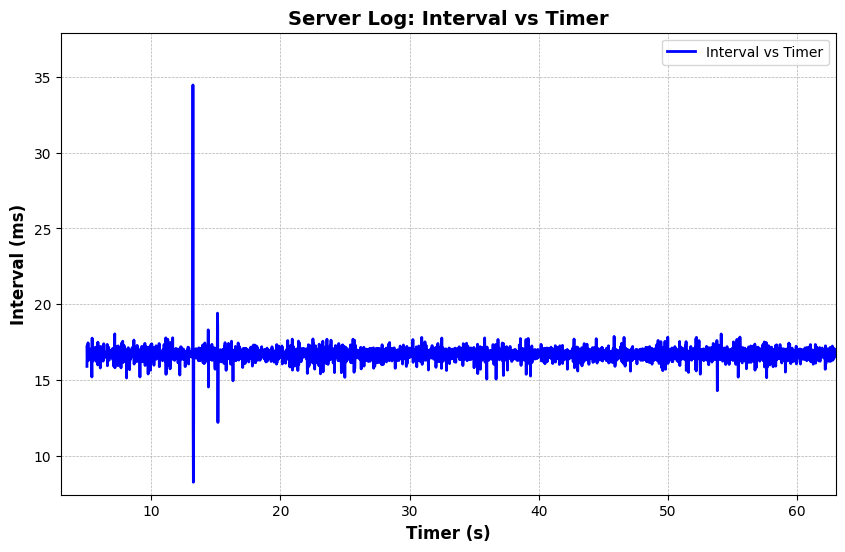 Server Log: Interval vs Timer
Interval vs Timer
35
30
25
20
15
10
Interval (ms)
10 20 30 40 50 60
Timer (s)